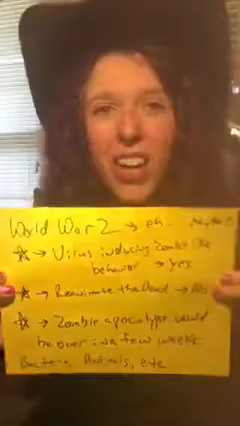 World War 2 → eh.
☆ → Virus inducing Zombie like
behavior → yes
☆ → Reanimate the Dead → No
☆ → Zombie apocalypse would
be over in a few weeks.
Bacteria, Animals, etc